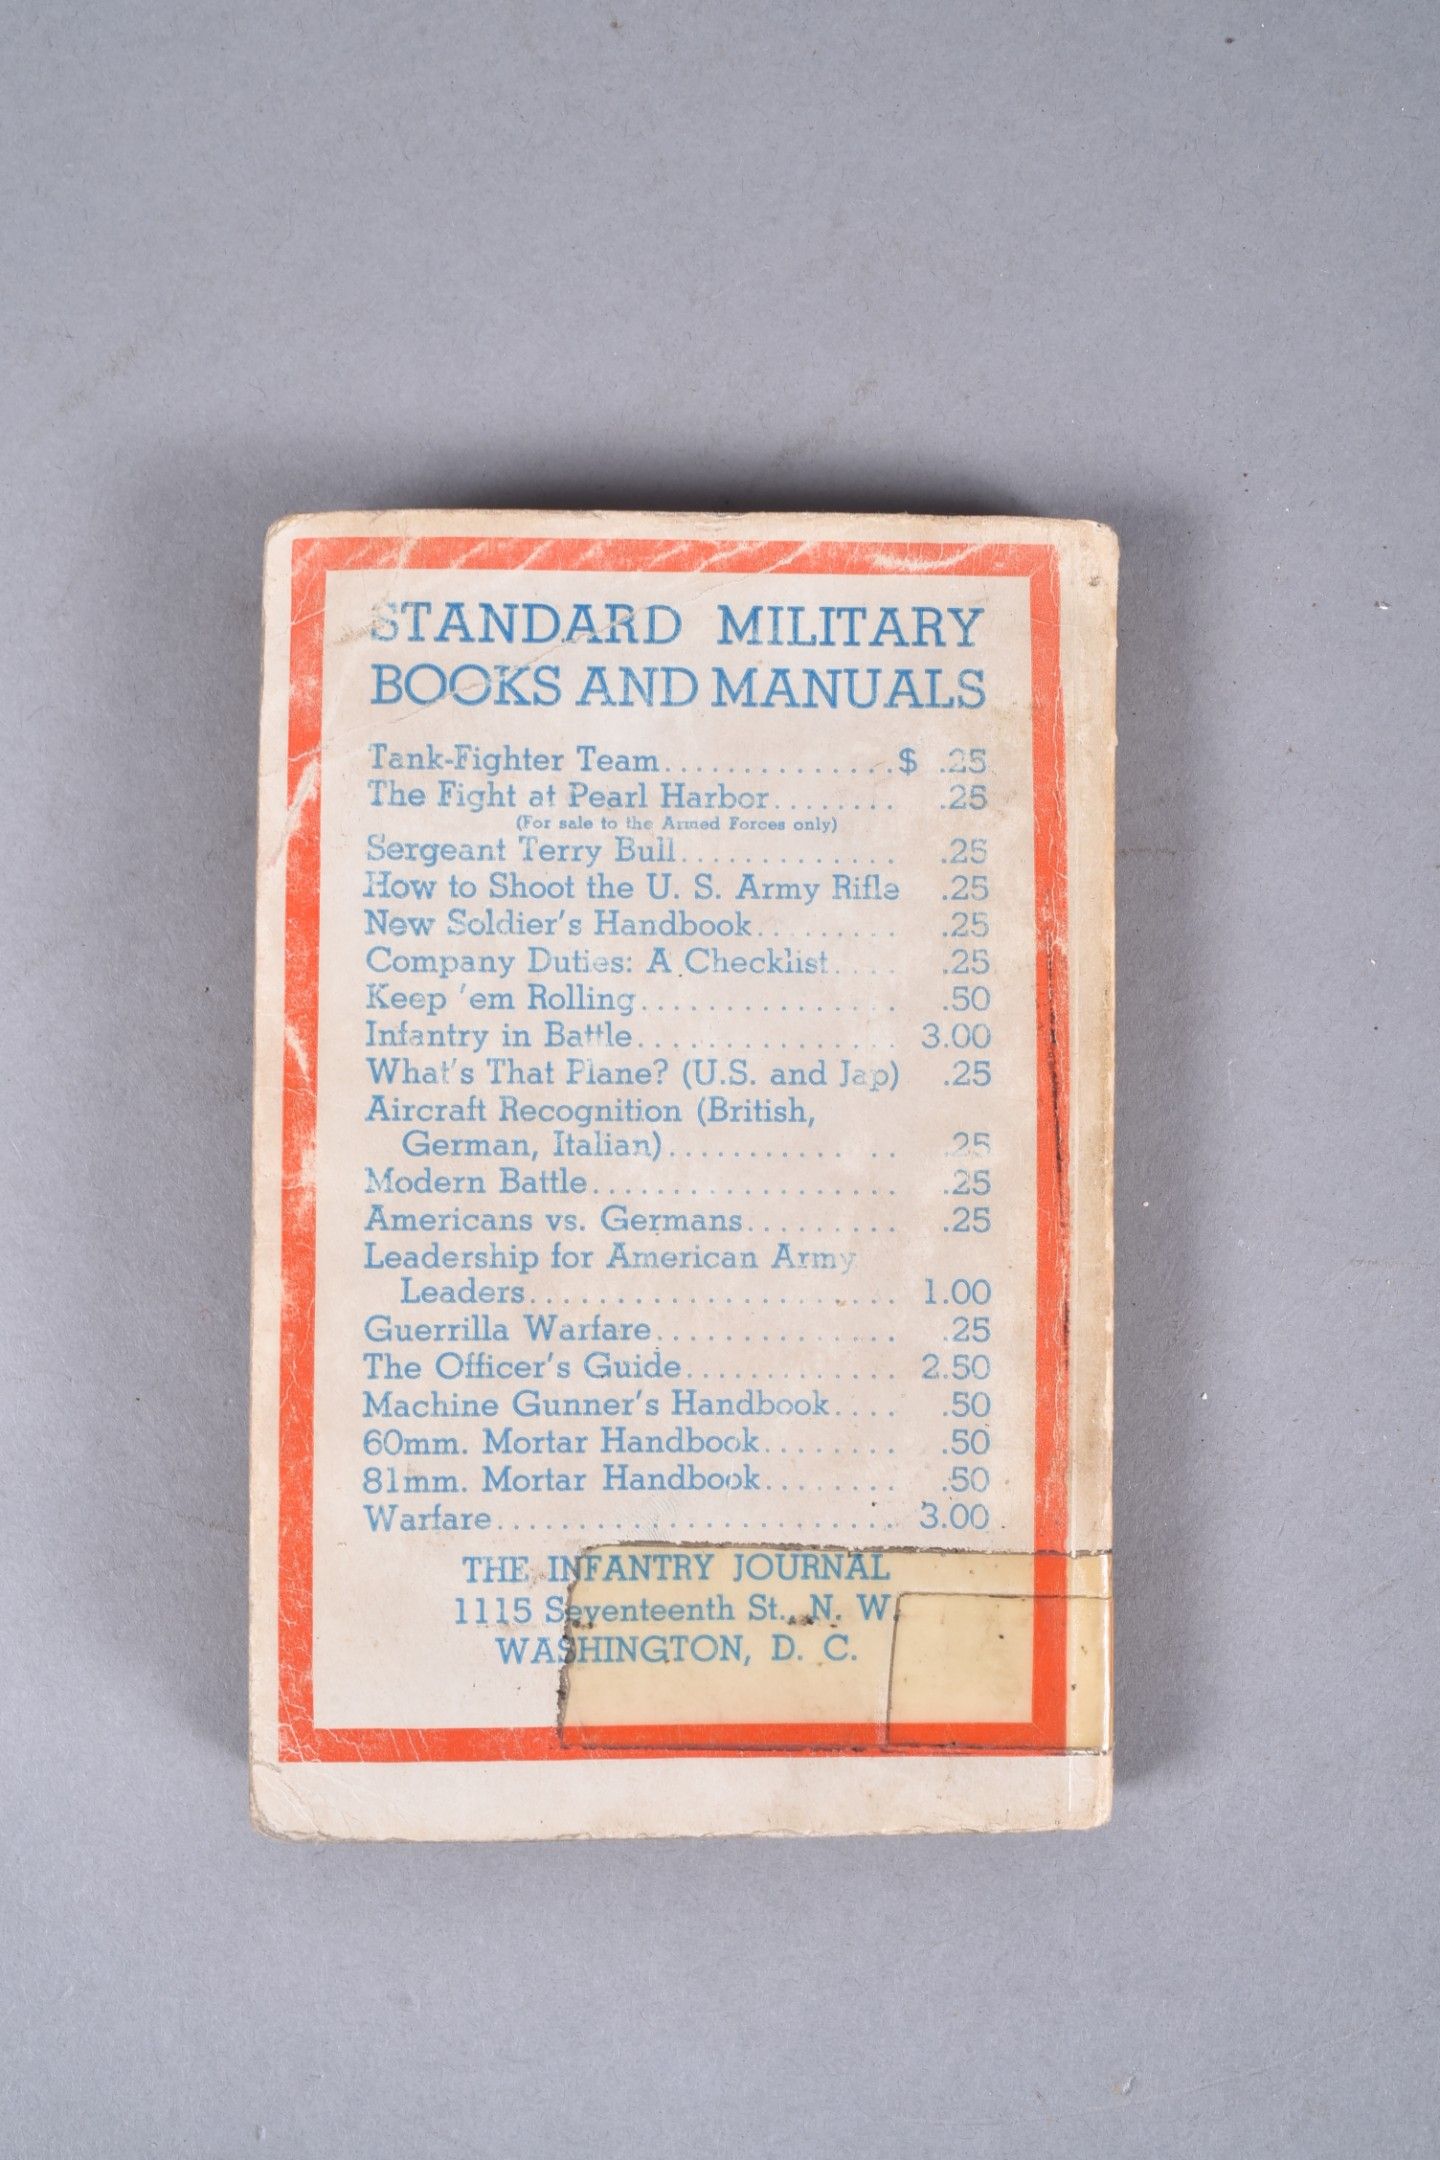 STANDARD MILITARY
BOOKS AND MANUALS
Tank-Fighter Team..............$ .25
The Fight at Pearl Harbor........ .25
(For sale to the Armed Forces only)
Sergeant Terry Bull.............. .25
How to Shoot the U. S. Army Rifle .25
New Soldier's Handbook......... .25
Company Duties: A Checklist.... .25
Keep 'em Rolling................ .50
Infantry in Battle................ 3.00
What's That Plane? (U.S. and Jap) .25
Aircraft Recognition (British,
German, Italian)............... .25
Modern Battle................... .25
Americans vs. Germans.......... .25
Leadership for American Army
Leaders....................... 1.00
Guerrilla Warfare............... .25
The Officer's Guide............. 2.50
Machine Gunner's Handbook.... .50
60mm. Mortar Handbook......... .50
81mm. Mortar Handbook......... .50
Warfare......................... 3.00
THE INFANTRY JOURNAL
1115 Seventeenth St., N. W.
WASHINGTON, D. C.